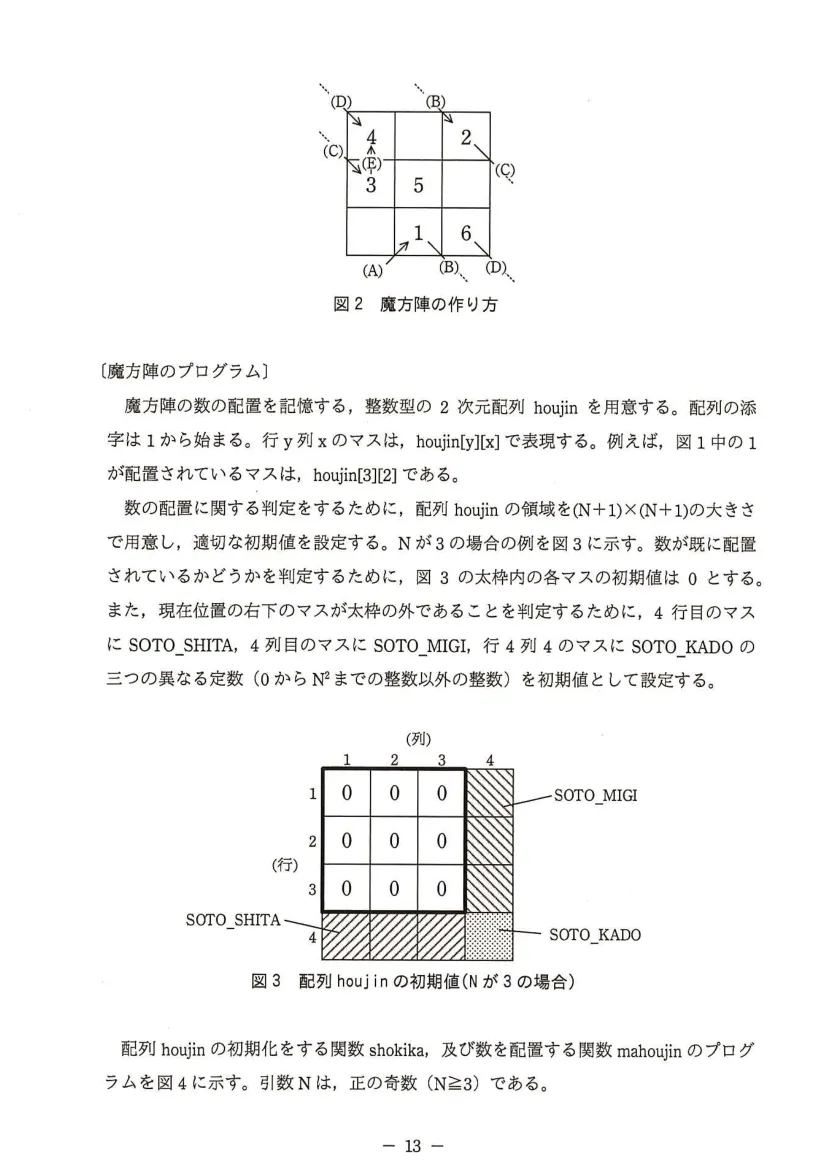 (D) (B)
4 2
(C) (E) (C)
3 5
1 6
(A) (B) (D)
図2 魔方陣の作り方
〔魔方陣のプログラム〕
魔方陣の数の配置を記憶する，整数型の 2 次元配列 houjin を用意する。配列の添
字は 1 から始まる。行 y 列 x のマスは，houjin[y][x] で表現する。例えば，図 1 中の 1
が配置されているマスは，houjin[3][2] である。
数の配置に関する判定をするために，配列 houjin の領域を(N＋1)×(N＋1)の大きさ
で用意し，適切な初期値を設定する。N が 3 の場合の例を図 3 に示す。数が既に配置
されているかどうかを判定するために，図 3 の太枠内の各マスの初期値は 0 とする。
また，現在位置の右下のマスが太枠の外であることを判定するために，4 行目のマス
に SOTO_SHITA，4 列目のマスに SOTO_MIGI，行 4 列 4 のマスに SOTO_KADO の
三つの異なる定数（0 から N²までの整数以外の整数）を初期値として設定する。
(列)
1 2 3 4
1 0 0 0 SOTO_MIGI
2 0 0 0
(行)
3 0 0 0
SOTO_SHITA
4 SOTO_KADO
図3 配列 houjin の初期値(N が 3 の場合)
配列 houjin の初期化をする関数 shokika，及び数を配置する関数 mahoujin のプログ
ラムを図 4 に示す。引数 N は，正の奇数（N≧3）である。
― 13 ―